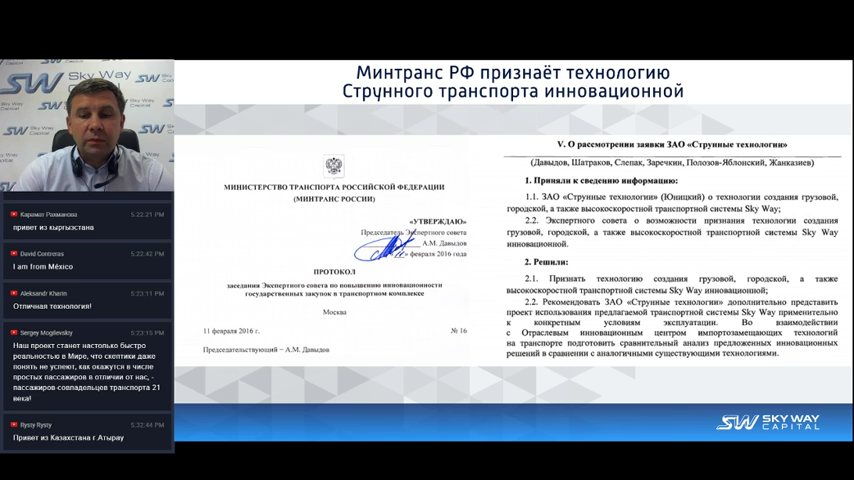 Минтранс РФ признаёт технологию
Струнного транспорта инновационной
SW Sky Way
CAPITAL
Sky Way
SW
Карамат Рахманова 5:22:21 PM
привет из кыргызстана
David Contreras 5:22:42 PM
I am from México
Aleksandr Kharin 5:23:11 PM
Отличная технология!
Sergey Mogilevskiy 5:23:15 PM
Наш проект станет настолько быстро
реальностью в Мире, что скептики даже
понять не успеют, как окажутся в числе
простых пассажиров в отличии от нас, -
пассажиров-совладельцев транспорта 21
века!
Rysty Rysty 5:32:44 PM
Привет из Казахстана г.Атырау
МИНИСТЕРСТВО ТРАНСПОРТА РОССИЙСКОЙ ФЕДЕРАЦИИ
(МИНТРАНС РОССИИ)
«УТВЕРЖДАЮ»
Председатель Экспертного совета
А.М. Давыдов
» февраля 2016 года
ПРОТОКОЛ
заседания Экспертного совета по повышению инновационности
государственных закупок в транспортном комплексе
Москва
11 февраля 2016 г. № 16
Председательствующий – А.М. Давыдов
V. О рассмотрении заявки ЗАО «Струнные технологии»
(Давыдов, Шатраков, Слепак, Заречкин, Полозов-Яблонский, Жанказиев)
1. Приняли к сведению информацию:
1.1. ЗАО «Струнные технологии» (Юницкий) о технологии создания грузовой,
городской, а также высокоскоростной транспортной системы Sky Way;
2.2. Экспертного совета о возможности признания технологии создания
грузовой, городской, а также высокоскоростной транспортной системы Sky Way
инновационной.
2. Решили:
2.1. Признать технологию создания грузовой, городской, а также
высокоскоростной транспортной системы Sky Way инновационной;
2.2. Рекомендовать ЗАО «Струнные технологии» дополнительно представить
проект использования предлагаемой транспортной системы Sky Way применительно
к конкретным условиям эксплуатации. Во взаимодействии
с Отраслевым инновационным центром импортозамещающих технологий
на транспорте подготовить сравнительный анализ предложенных инновационных
решений в сравнении с аналогичными существующими технологиями.
SW SKY WAY
CAPITAL